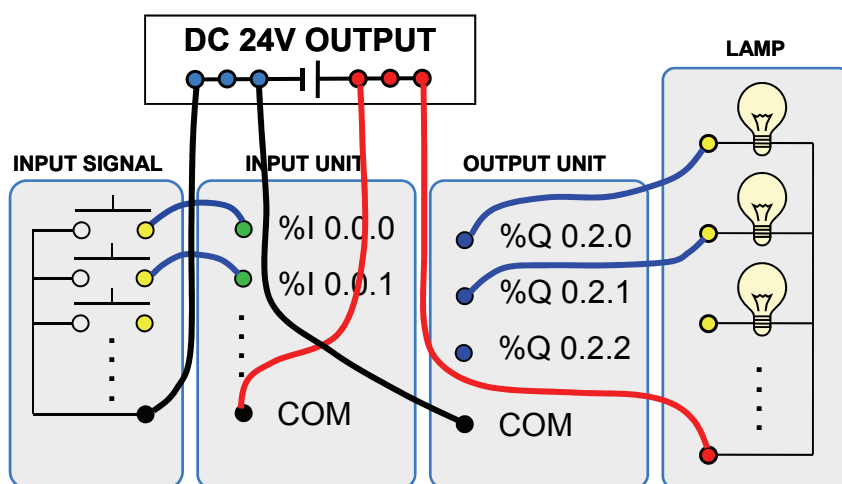 DC 24V OUTPUT
LAMP
INPUT SIGNAL
INPUT UNIT
OUTPUT UNIT
%I 0.0.0
%I 0.0.1
COM
%Q 0.2.0
%Q 0.2.1
%Q 0.2.2
COM